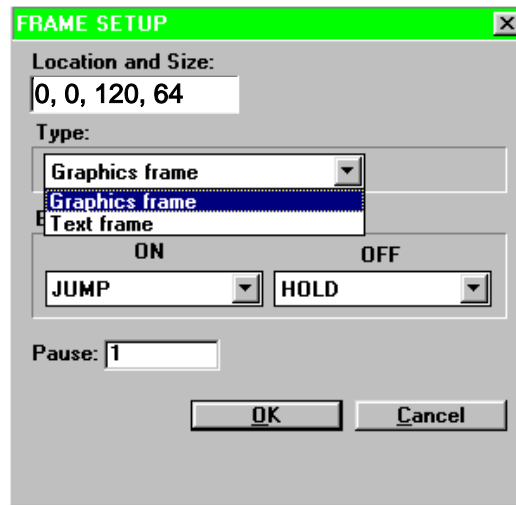 FRAME SETUP
Location and Size:
0, 0, 120, 64
Type:
Graphics frame
Graphics frame
Text frame
ON OFF
JUMP HOLD
Pause: 1
OK Cancel